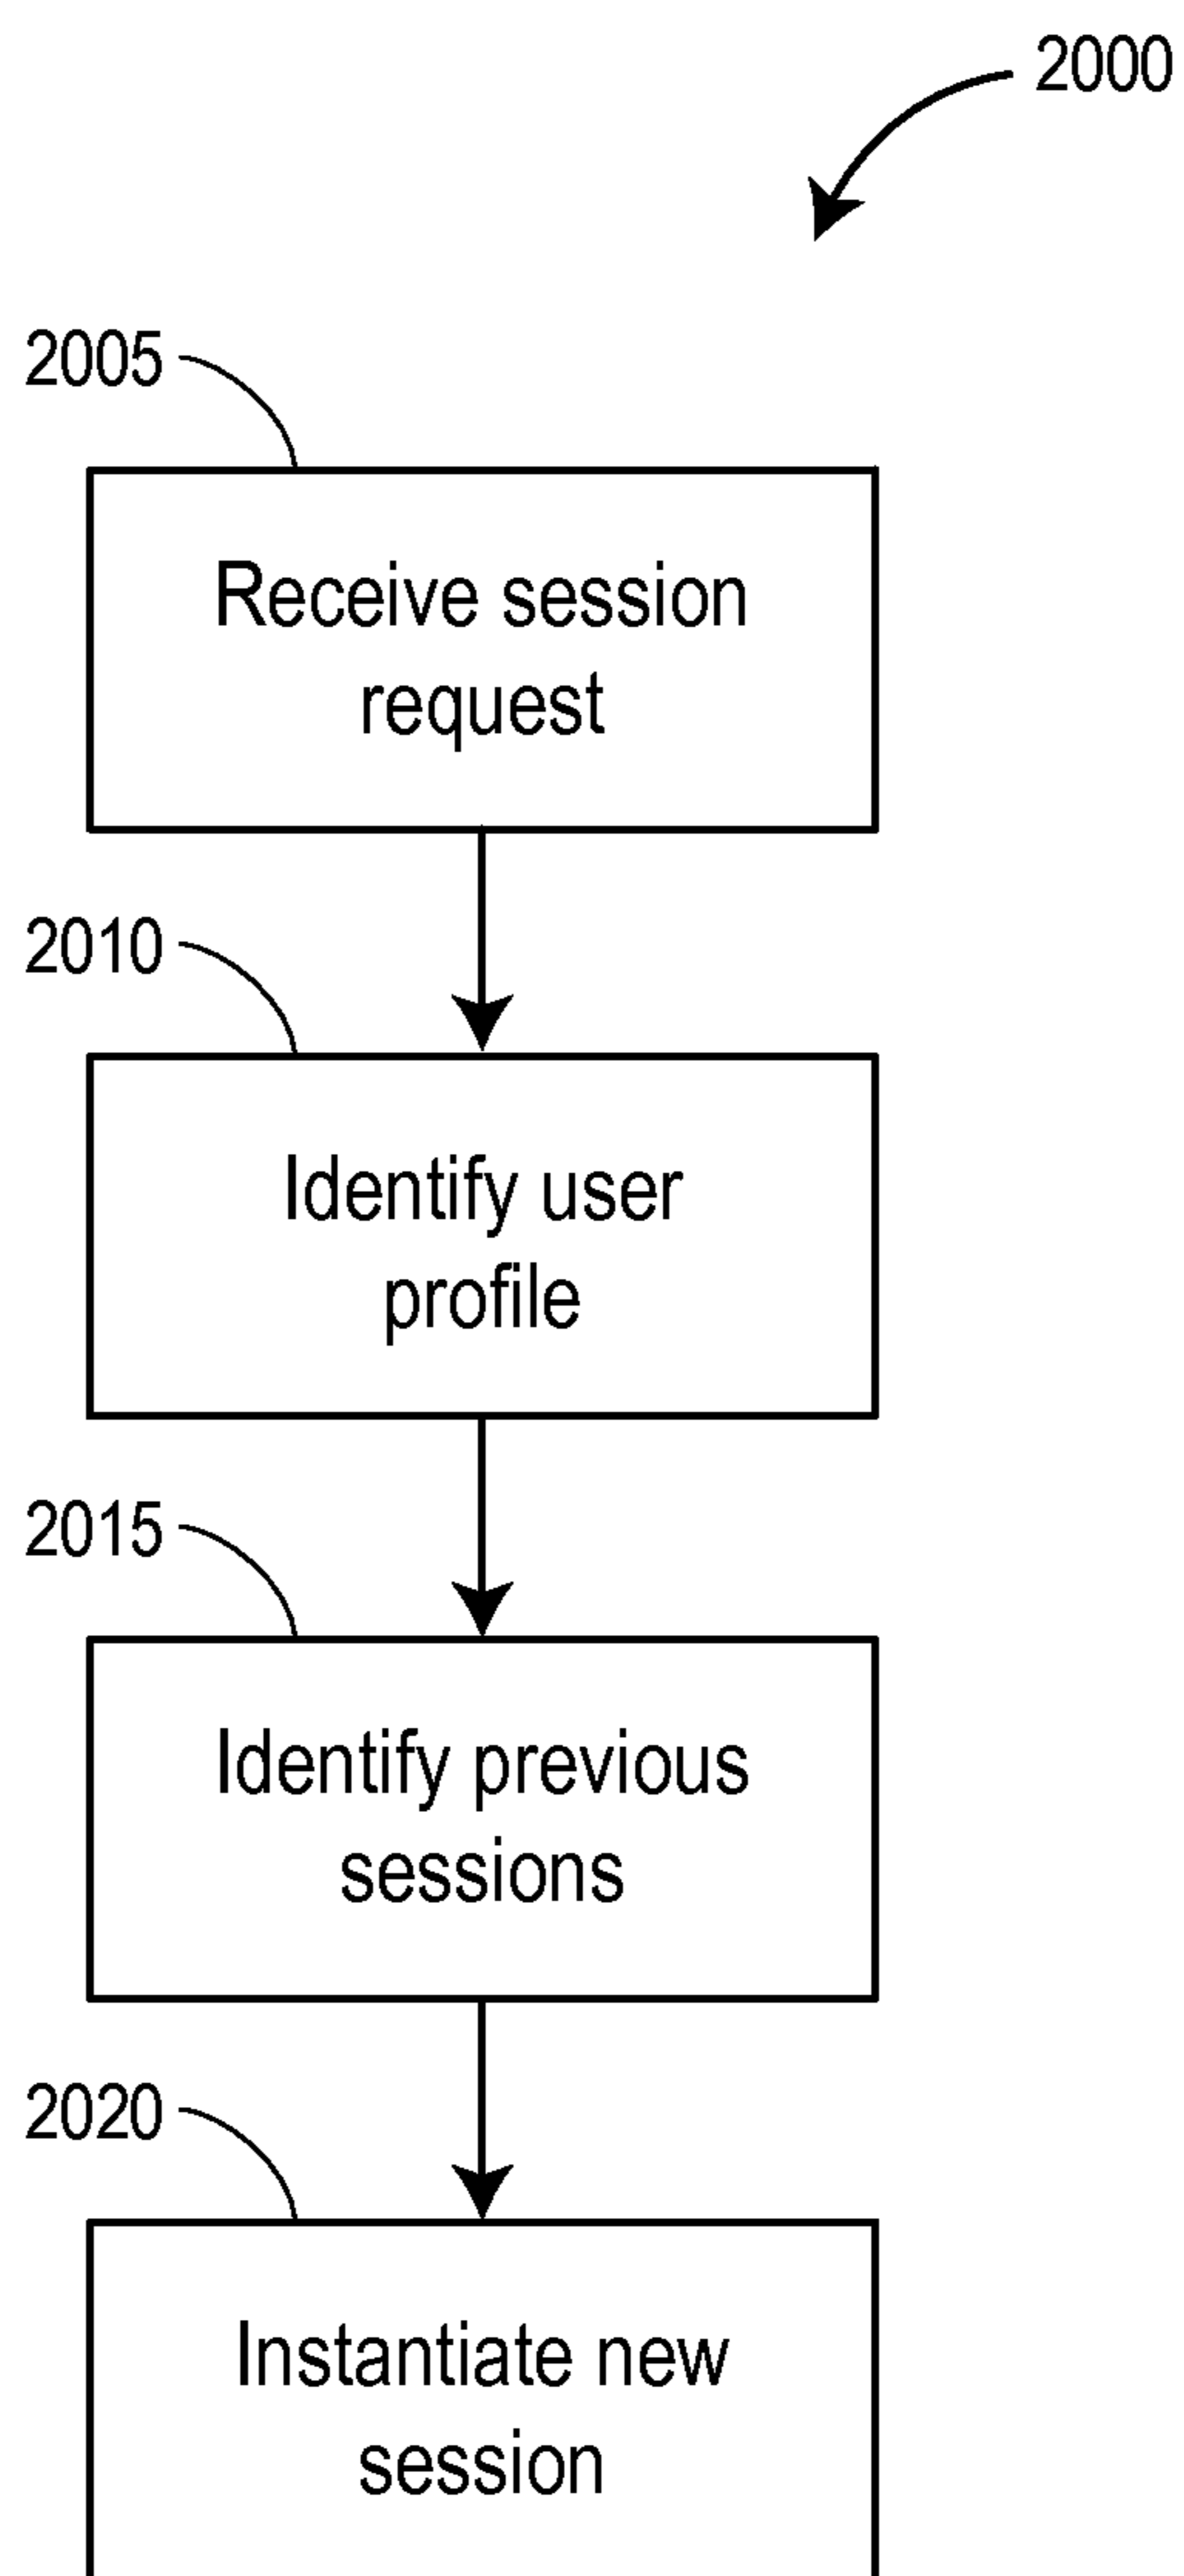 2000
2005
Receive session
request
2010
Identify user
profile
2015
Identify previous
sessions
2020
Instantiate new
session